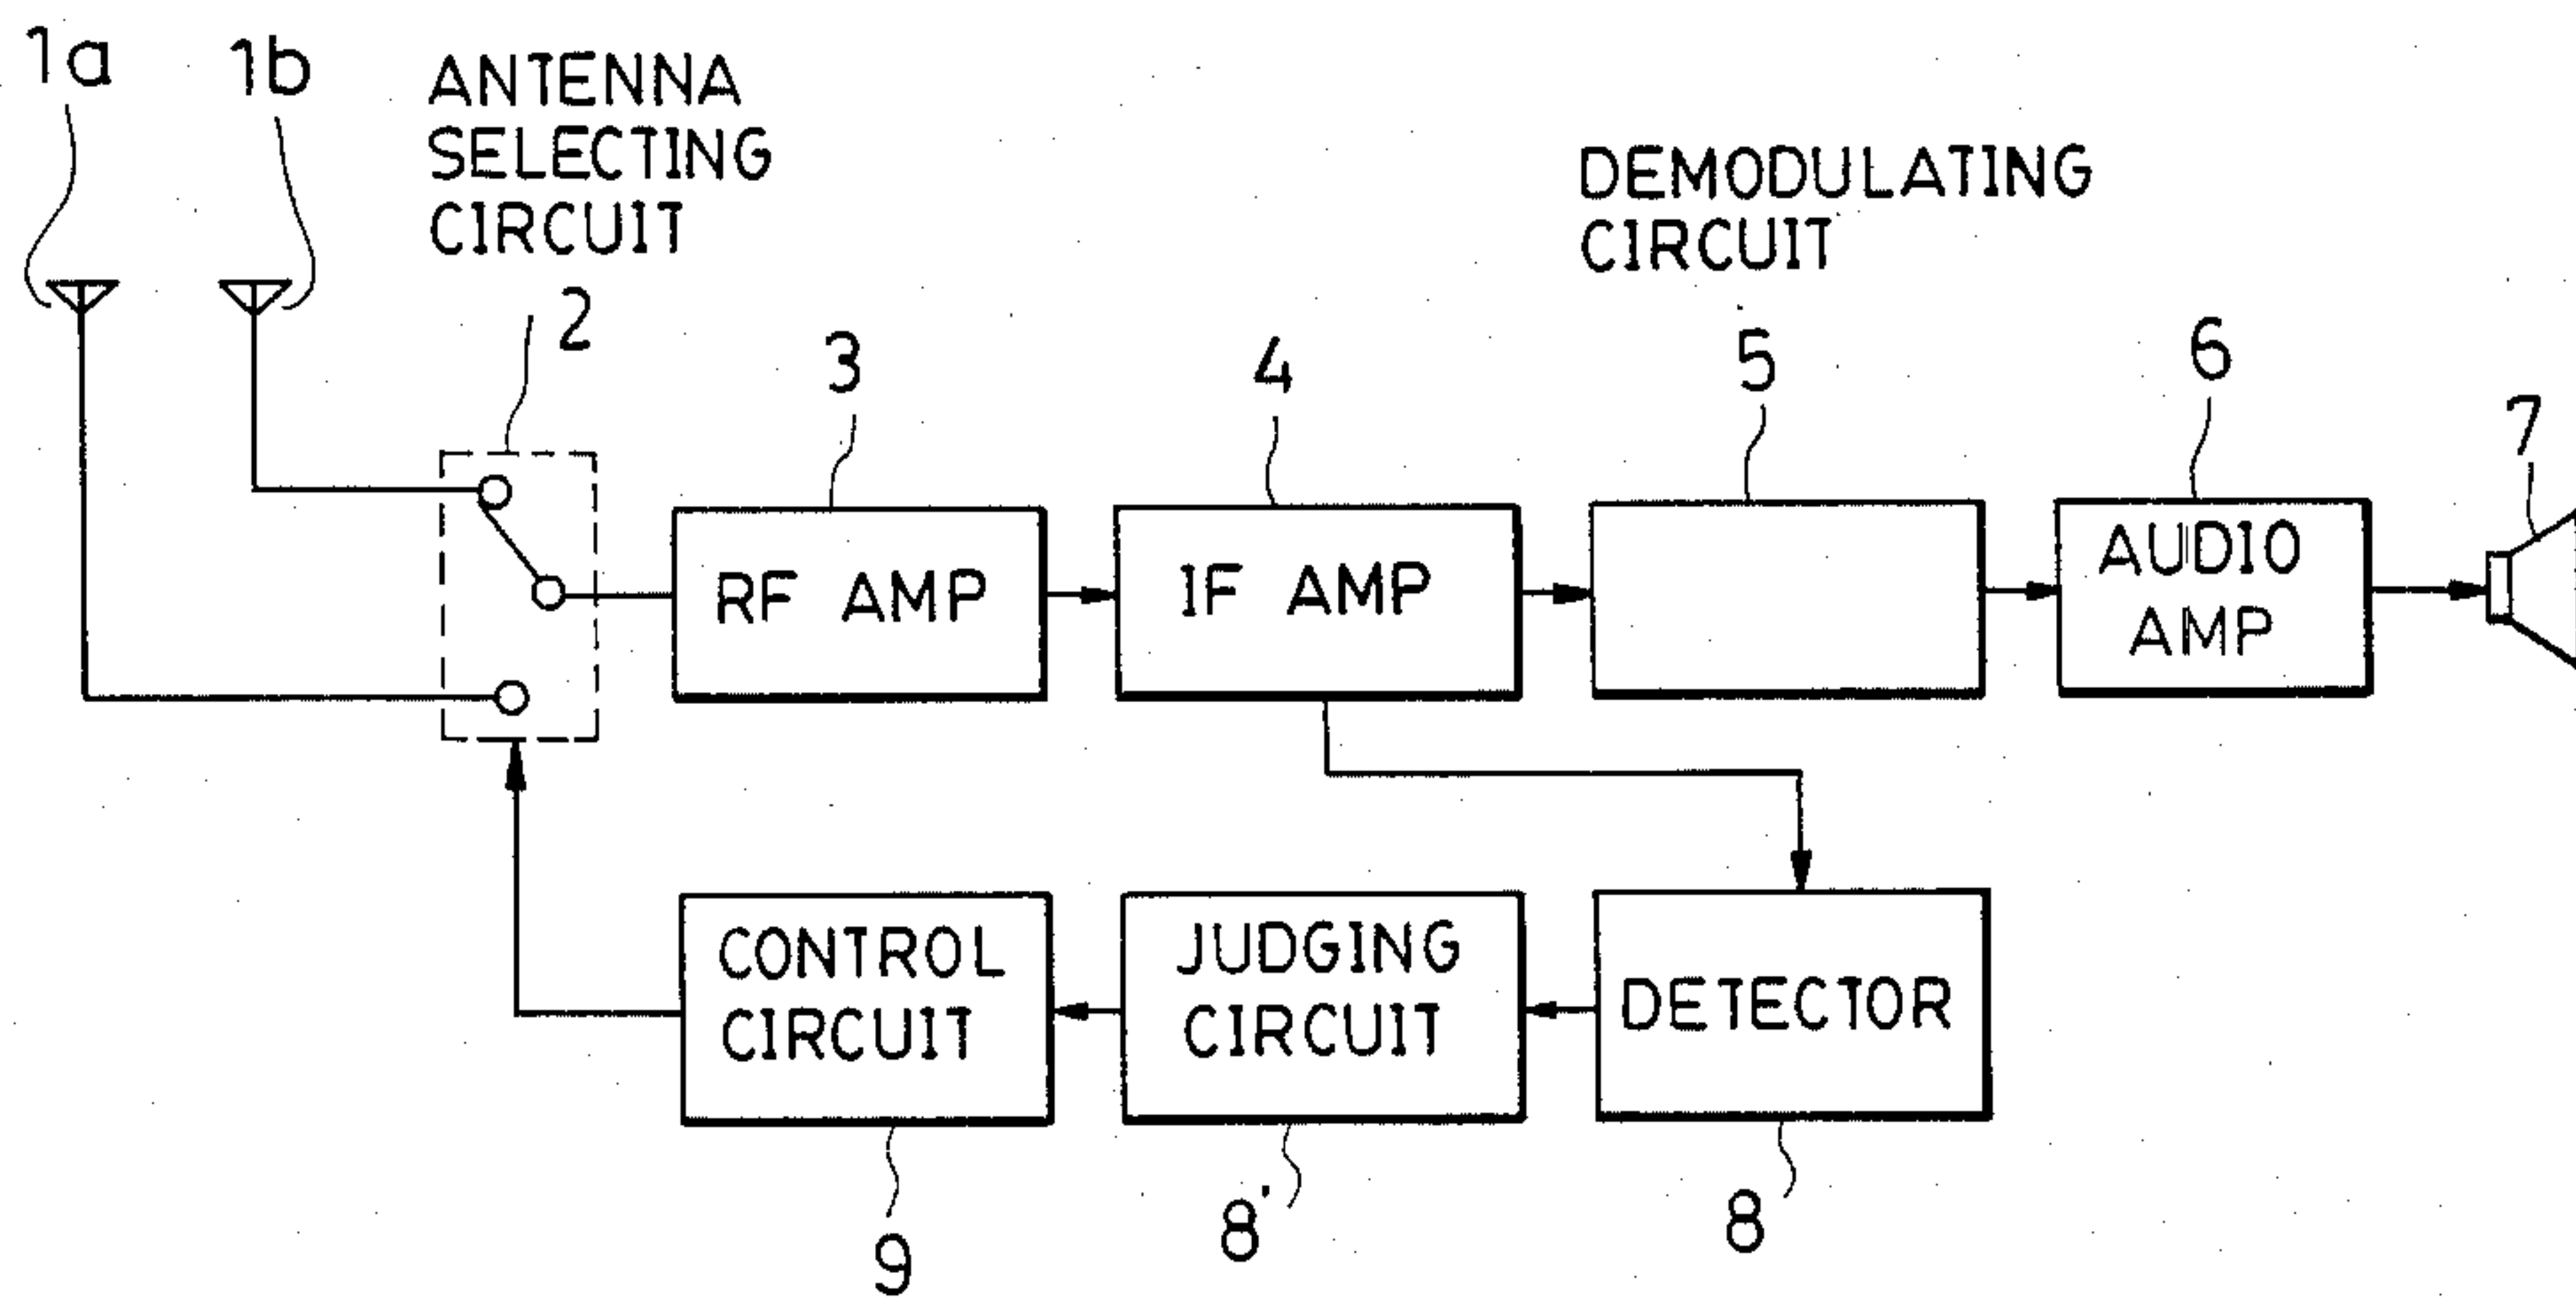 1a
1b
ANTENNA
SELECTING
CIRCUIT
2
DEMODULATING
CIRCUIT
3
4
5
6
7
RF AMP
IF AMP
AUDIO
AMP
CONTROL
CIRCUIT
JUDGING
CIRCUIT
DETECTOR
9
8'
8